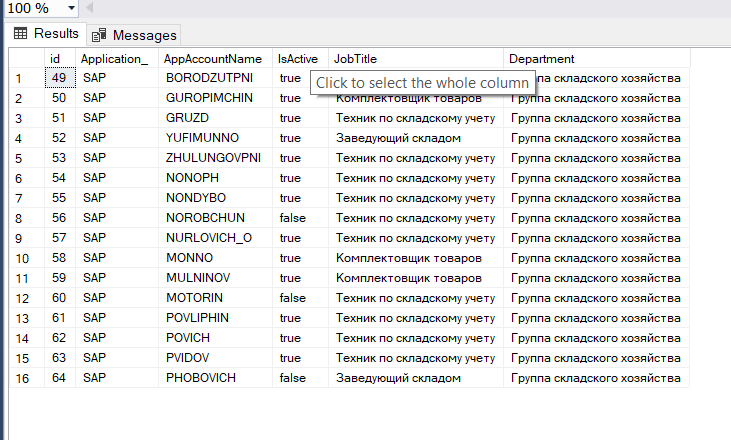 100 %
Results Messages
id Application_ AppAccountName IsActive JobTitle Department
1 49 SAP BORODZUTPNI true Click to select the whole column складского хозяйства
2 50 SAP GUROPIMCHIN true Комплектовщик товаров Группа складского хозяйства
3 51 SAP GRUZD true Техник по складскому учету Группа складского хозяйства
4 52 SAP YUFIMUNNO true Заведующий складом Группа складского хозяйства
5 53 SAP ZHULUNGOVPNI true Техник по складскому учету Группа складского хозяйства
6 54 SAP NONOPH true Техник по складскому учету Группа складского хозяйства
7 55 SAP NONDYBO true Техник по складскому учету Группа складского хозяйства
8 56 SAP NOROBCHUN false Техник по складскому учету Группа складского хозяйства
9 57 SAP NURLOVICH_O true Техник по складскому учету Группа складского хозяйства
10 58 SAP MONNO true Комплектовщик товаров Группа складского хозяйства
11 59 SAP MULNINOV true Комплектовщик товаров Группа складского хозяйства
12 60 SAP MOTORIN false Техник по складскому учету Группа складского хозяйства
13 61 SAP POVLIPHIN true Техник по складскому учету Группа складского хозяйства
14 62 SAP POVICH true Техник по складскому учету Группа складского хозяйства
15 63 SAP PVIDOV true Техник по складскому учету Группа складского хозяйства
16 64 SAP PHOBOVICH false Заведующий складом Группа складского хозяйства